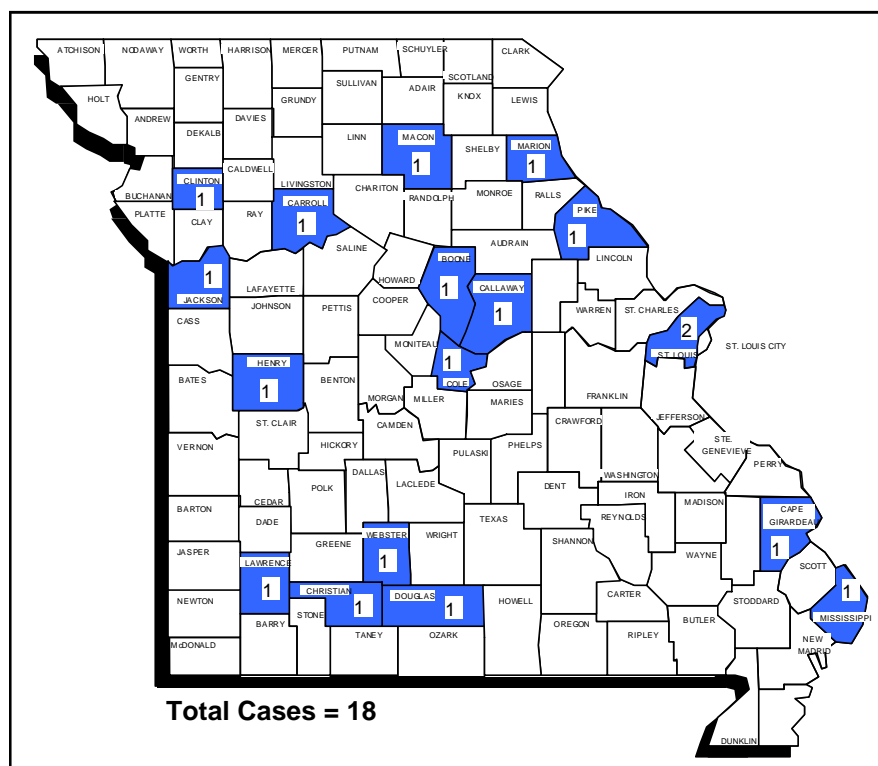 ATCHISON NODAWAY WORTH HARRISON MERCER PUTNAM SCHUYLER CLARK
SCOTLAND
GENTRY SULLIVAN ADAIR
HOLT GRUNDY KNOX LEWIS
ANDREW DAVIES
DEKALB LINN MACON SHELBY MARION
1 1
CALDWELL
CLINTON LIVINGSTON CHARITON MONROE RALLS
1
BUCHANAN CARROLL RANDOLPH
PLATTE CLAY RAY 1 PIKE
1
AUDRAIN
SALINE BOONE LINCOLN
1 HOWARD CALLAWAY
JACKSON LAFAYETTE 1
JOHNSON PETTIS COOPER 1 WARREN ST. CHARLES
CASS 2
MONITEAU ST. LOUIS ST. LOUIS CITY
HENRY 1
1 BENTON COLE OSAGE
BATES MORGAN MILLER MARIES FRANKLIN
ST. CLAIR CAMDEN CRAWFORD JEFFERSON
VERNON HICKORY PULASKI PHELPS STE.
GENEVIEVE
PERRY
DALLAS WASHINGTON
POLK LACLEDE DENT
CEDAR IRON
BARTON MADISON CAPE
GIRARDEAU
1
DADE TEXAS REYNOLDS
WEBSTER WRIGHT
GREENE SHANNON
JASPER WAYNE
LAWRENCE 1 SCOTT
1 1
CHRISTIAN DOUGLAS CARTER
NEWTON 1 1 HOWELL STODDARD
STONE MISSISSIPPI
BARRY OREGON BUTLER
TANEY OZARK RIPLEY NEW
MADRID
McDONALD
Total Cases = 18
DUNKLIN